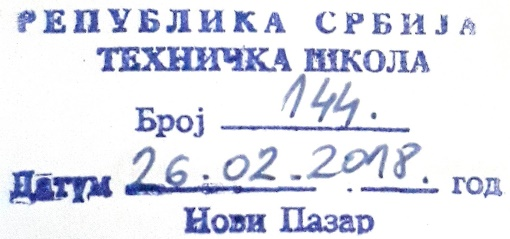 РЕПУБЛИКА СРБИЈА
ТЕХНИЧКА ШКОЛА
Број 144.
Датум 26.02.2018. год
Нови Пазар